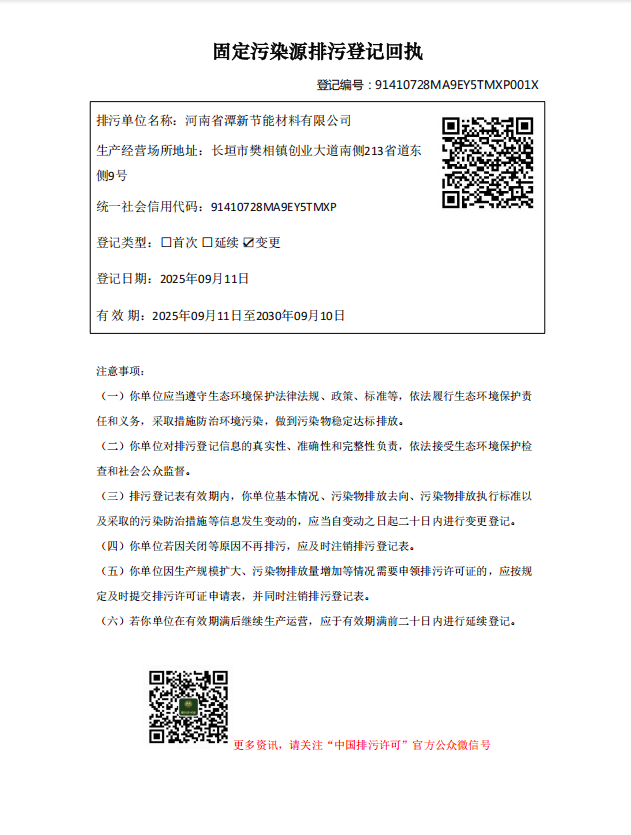 固定污染源排污登记回执
登记编号：91410728MA9EY5TMXP001X
排污单位名称：河南省潭新节能材料有限公司
生产经营场所地址：长垣市樊相镇创业大道南侧213省道东
侧9号
统一社会信用代码：91410728MA9EY5TMXP
登记类型：☐首次 ☐延续 ☑变更
登记日期：2025年09月11日
有 效 期：2025年09月11日至2030年09月10日
注意事项：
（一）你单位应当遵守生态环境保护法律法规、政策、标准等，依法履行生态环境保护责
任和义务，采取措施防治环境污染，做到污染物稳定达标排放。
（二）你单位对排污登记信息的真实性、准确性和完整性负责，依法接受生态环境保护检
查和社会公众监督。
（三）排污登记表有效期内，你单位基本情况、污染物排放去向、污染物排放执行标准以
及采取的污染防治措施等信息发生变动的，应当自变动之日起二十日内进行变更登记。
（四）你单位若因关闭等原因不再排污，应及时注销排污登记表。
（五）你单位因生产规模扩大、污染物排放量增加等情况需要申领排污许可证的，应按规
定及时提交排污许可证申请表，并同时注销排污登记表。
（六）若你单位在有效期满后继续生产运营，应于有效期满前二十日内进行延续登记。
更多资讯，请关注“中国排污许可”官方公众微信号